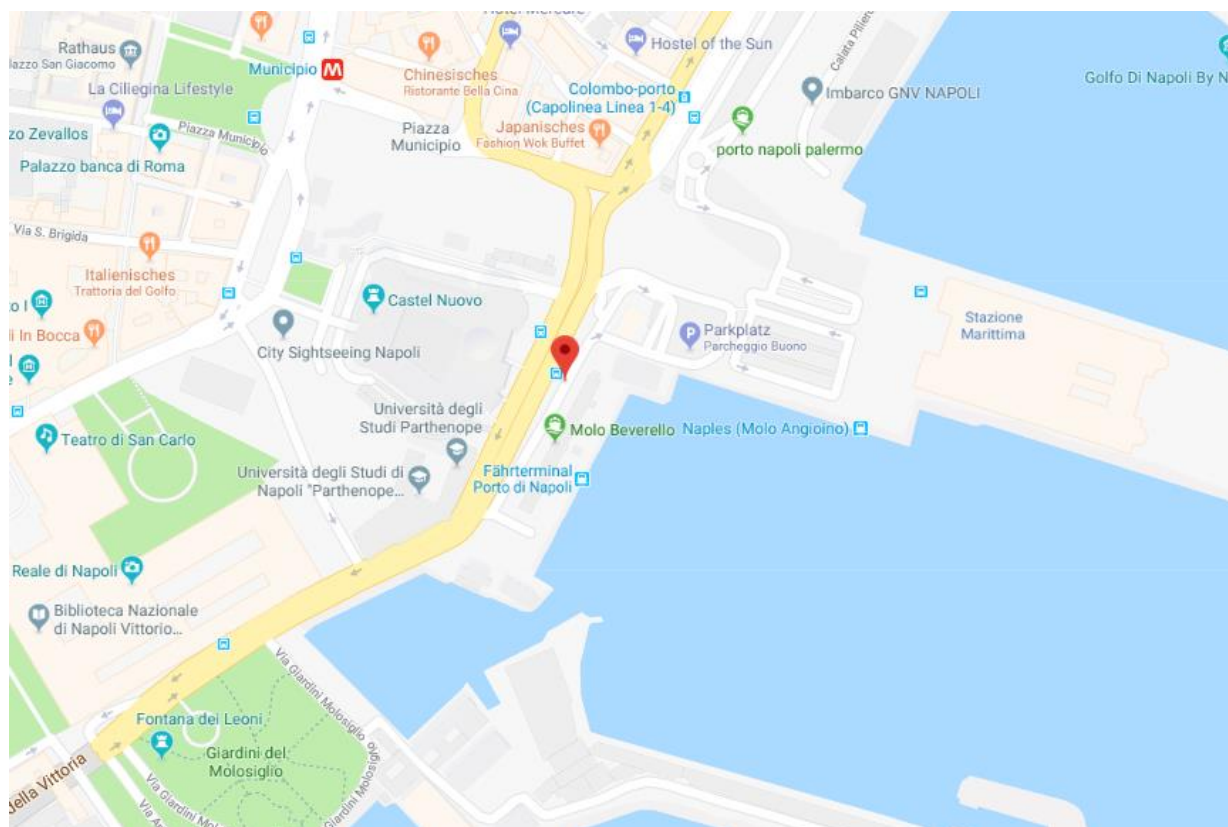 Hotel Mercure
Rathaus
lazzo San Giacomo
Municipio
M
La Ciliegina Lifestyle
Chinesisches
Ristorante Bella Cina
Hostel of the Sun
Calata Piliero
Colombo-porto
(Capolinea Linea 1-4)
Imbarco GNV NAPOLI
Golfo Di Napoli By N
zo Zevallos
Piazza Municipio
Palazzo banca di Roma
Piazza
Municipio
Japanisches
Fashion Wok Buffet
porto napoli palermo
Via S. Brigida
Italienisches
Trattoria del Golfo
Castel Nuovo
to I
li In Bocca
City Sightseeing Napoli
P
Parkplatz
Parcheggio Buono
Stazione
Marittima
Teatro di San Carlo
Università degli
Studi Parthenope
Molo Beverello
Naples (Molo Angioino)
Università degli Studi di
Napoli "Parthenope...
Fährterminal
Porto di Napoli
Reale di Napoli
Biblioteca Nazionale
di Napoli Vittorio...
Via Giardini Molosiglio
Giardini Molosiglio
Fontana dei Leoni
Giardini del
Molosiglio
della Vittoria
Via Giardini Mol